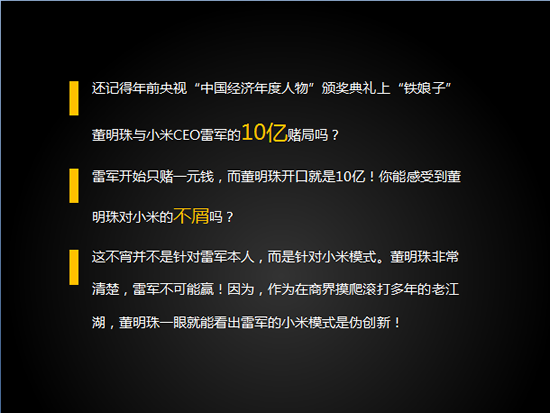 还记得年前央视“中国经济年度人物”颁奖典礼上“铁娘子”
董明珠与小米CEO雷军的10亿赌局吗？
雷军开始只赌一元钱，而董明珠开口就是10亿！你能感受到董
明珠对小米的不屑吗？
这不宵并不是针对雷军本人，而是针对小米模式。董明珠非常
清楚，雷军不可能赢！因为，作为在商界摸爬滚打多年的老江
湖，董明珠一眼就能看出雷军的小米模式是伪创新！